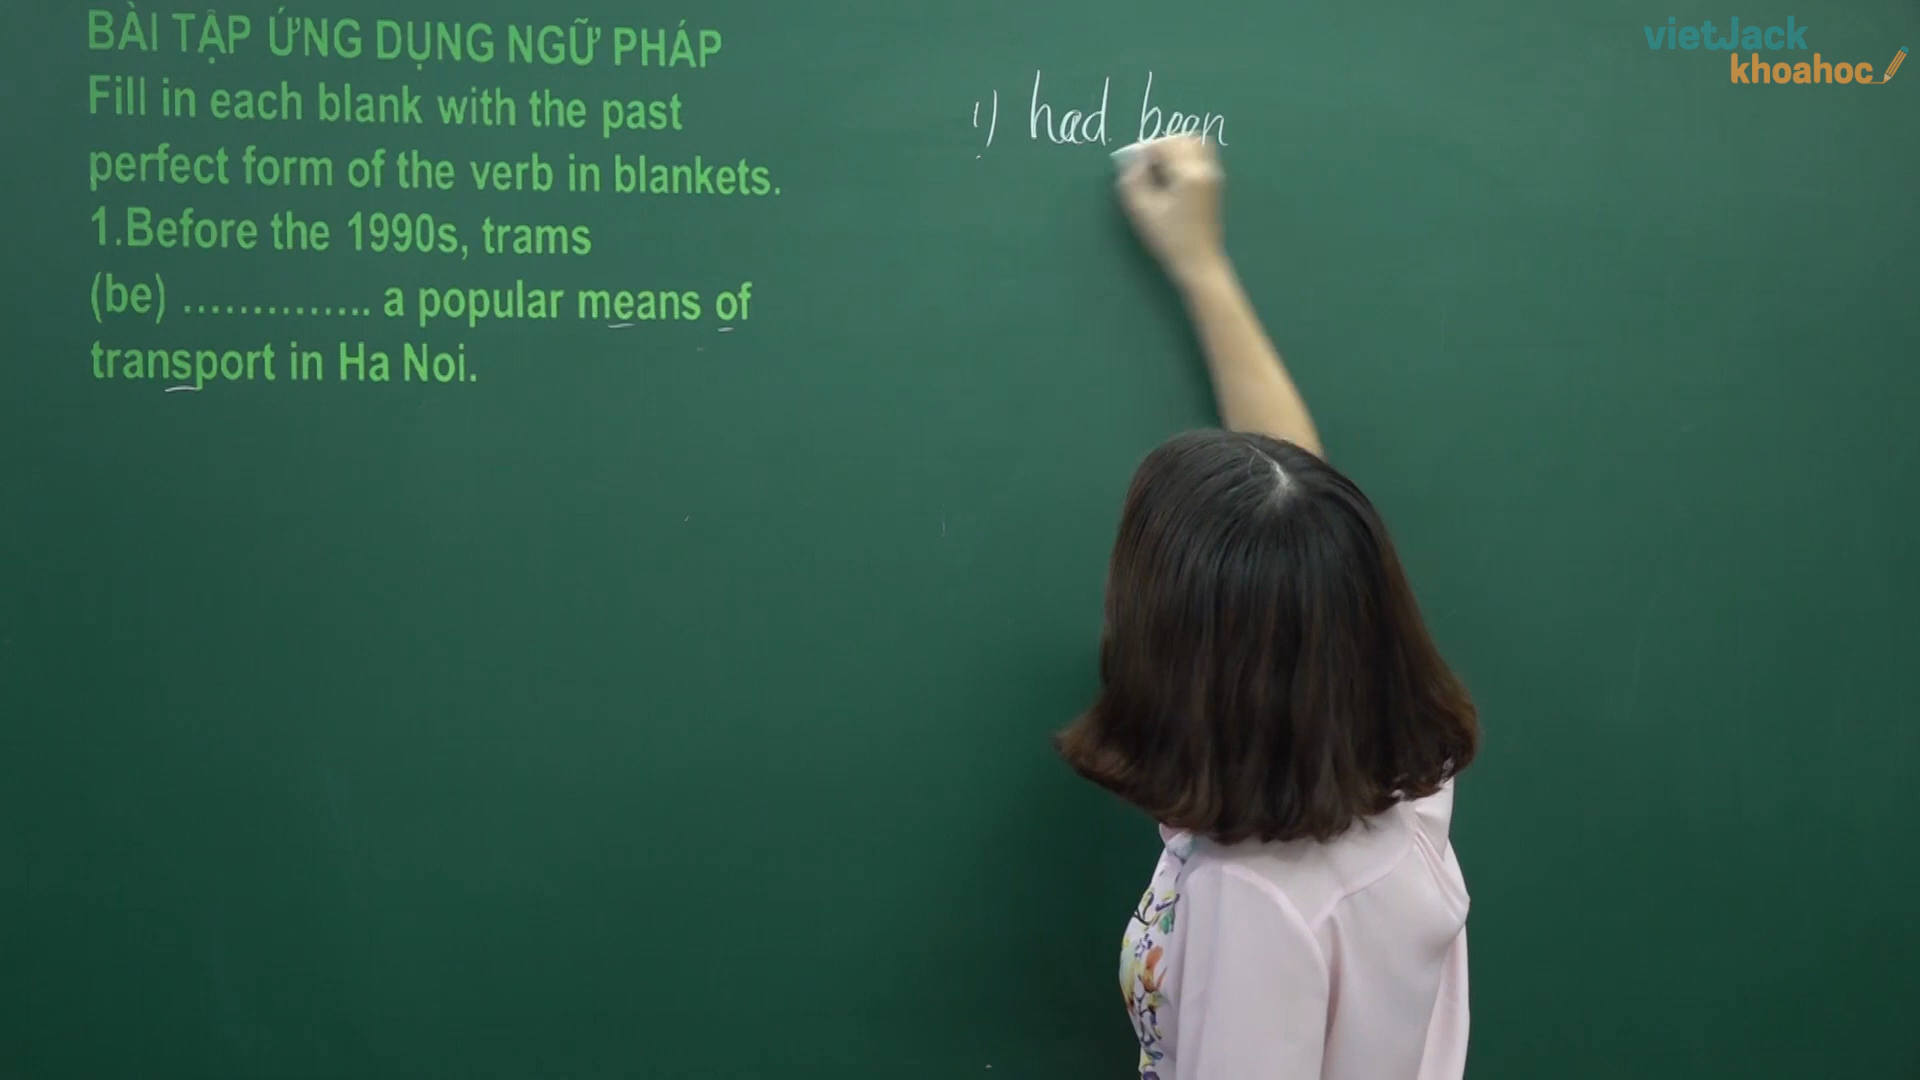 BÀI TẬP ỨNG DỤNG NGỮ PHÁP
Fill in each blank with the past
perfect form of the verb in blankets.
1.Before the 1990s, trams
(be) .............. a popular means of
transport in Ha Noi.
1) had been
vietJack
khoahoc